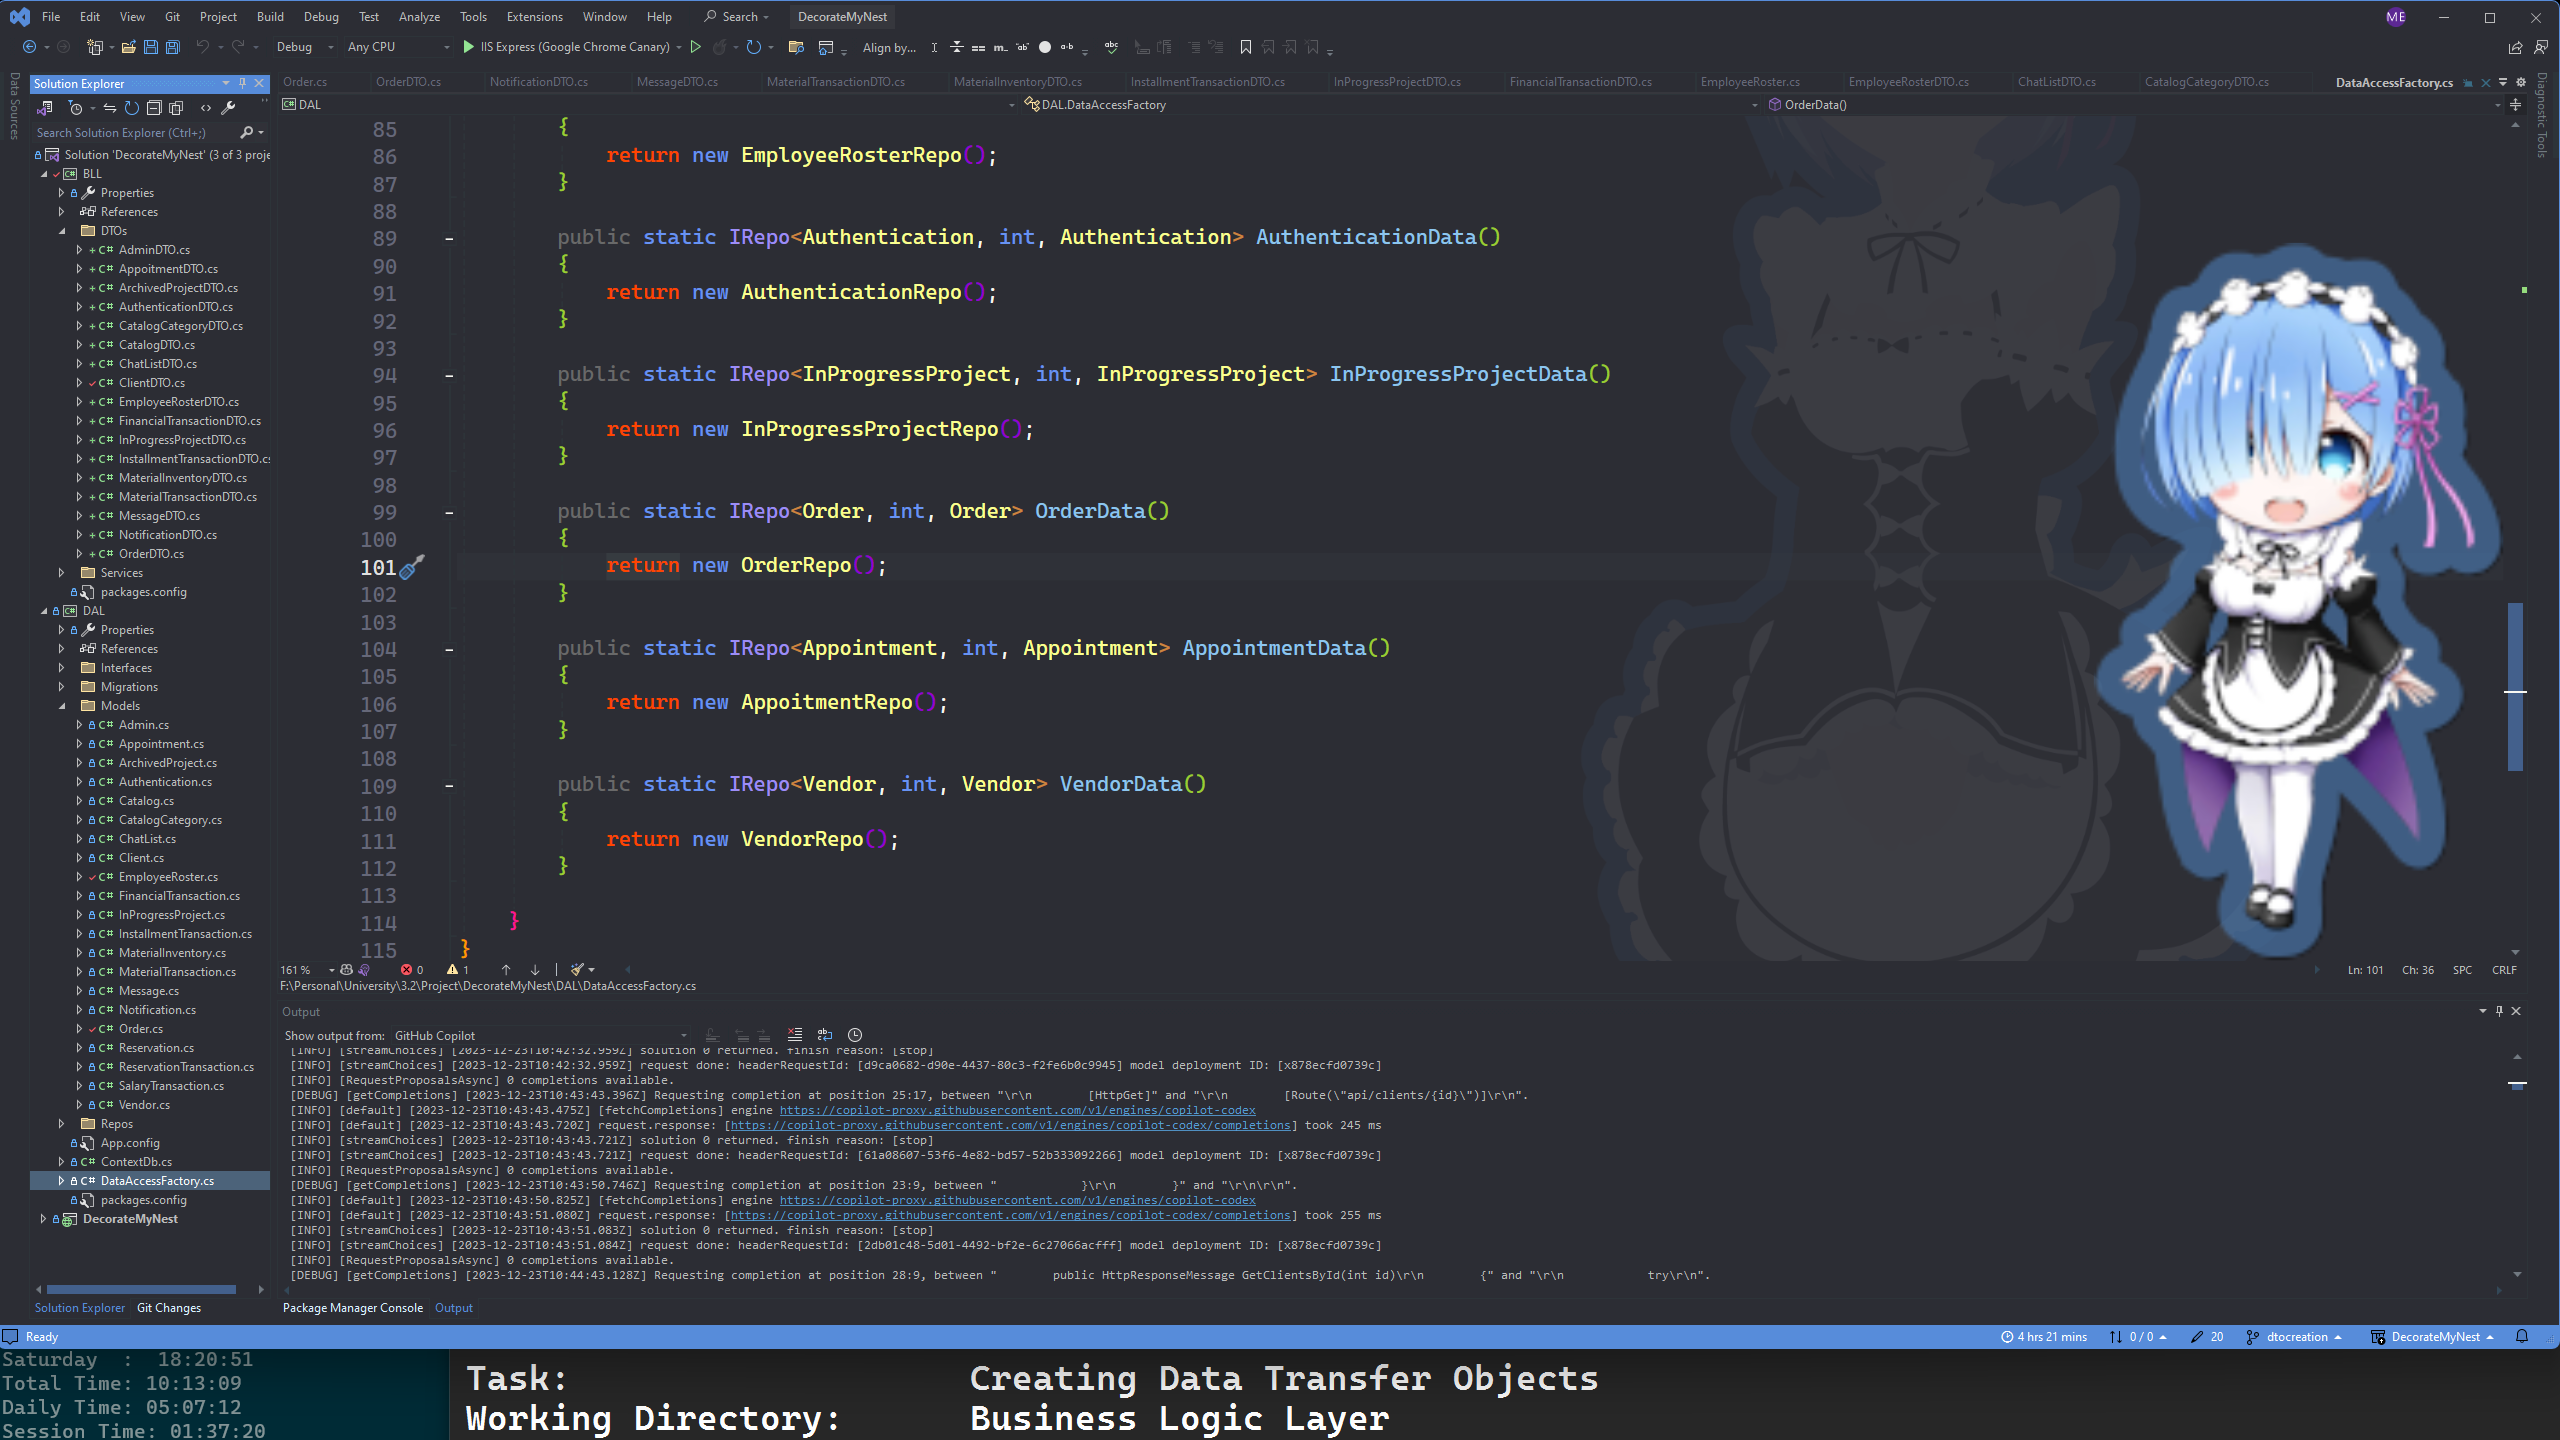 File Edit View Git Project Build Debug Test Analyze Tools Extensions Window Help Search DecorateMyNest ME
Debug Any CPU IIS Express (Google Chrome Canary) Align by...
Data Sources
Solution Explorer
Search Solution Explorer (Ctrl+;)
Solution 'DecorateMyNest' (3 of 3 proje
BLL
Properties
References
DTOs
AdminDTO.cs
AppoitmentDTO.cs
ArchivedProjectDTO.cs
AuthenticationDTO.cs
CatalogCategoryDTO.cs
CatalogDTO.cs
ChatListDTO.cs
ClientDTO.cs
EmployeeRosterDTO.cs
FinancialTransactionDTO.cs
InProgressProjectDTO.cs
InstallmentTransactionDTO.cs
MaterialInventoryDTO.cs
MaterialTransactionDTO.cs
MessageDTO.cs
NotificationDTO.cs
OrderDTO.cs
Services
packages.config
DAL
Properties
References
Interfaces
Migrations
Models
Admin.cs
Appointment.cs
ArchivedProject.cs
Authentication.cs
Catalog.cs
CatalogCategory.cs
ChatList.cs
Client.cs
EmployeeRoster.cs
FinancialTransaction.cs
InProgressProject.cs
InstallmentTransaction.cs
MaterialInventory.cs
MaterialTransaction.cs
Message.cs
Notification.cs
Order.cs
Reservation.cs
ReservationTransaction.cs
SalaryTransaction.cs
Vendor.cs
Repos
App.config
ContextDb.cs
DataAccessFactory.cs
packages.config
DecorateMyNest
Solution Explorer Git Changes
Order.cs OrderDTO.cs NotificationDTO.cs MessageDTO.cs MaterialTransactionDTO.cs MaterialInventoryDTO.cs InstallmentTransactionDTO.cs InProgressProjectDTO.cs FinancialTransactionDTO.cs EmployeeRoster.cs EmployeeRosterDTO.cs ChatListDTO.cs CatalogCategoryDTO.cs DataAccessFactory.cs
DAL DAL.DataAccessFactory OrderData()
Diagnostic Tools
85 {
86 return new EmployeeRosterRepo();
87 }
88
89 public static IRepo<Authentication, int, Authentication> AuthenticationData()
90 {
91 return new AuthenticationRepo();
92 }
93
94 public static IRepo<InProgressProject, int, InProgressProject> InProgressProjectData()
95 {
96 return new InProgressProjectRepo();
97 }
98
99 public static IRepo<Order, int, Order> OrderData()
100 {
101 return new OrderRepo();
102 }
103
104 public static IRepo<Appointment, int, Appointment> AppointmentData()
105 {
106 return new AppoitmentRepo();
107 }
108
109 public static IRepo<Vendor, int, Vendor> VendorData()
110 {
111 return new VendorRepo();
112 }
113
114 }
115 }
161 % 0 1 Ln: 101 Ch: 36 SPC CRLF
F:\Personal\University\3.2\Project\DecorateMyNest\DAL\DataAccessFactory.cs
Output
Show output from: GitHub Copilot
[INFO] [streamChoices] [2023-12-23T10:42:32.959Z] solution 0 returned. finish reason: [stop]
[INFO] [streamChoices] [2023-12-23T10:42:32.959Z] request done: headerRequestId: [d9ca0682-d90e-4437-80c3-f2fe6b0c9945] model deployment ID: [x878ecfd0739c]
[INFO] [RequestProposalsAsync] 0 completions available.
[DEBUG] [getCompletions] [2023-12-23T10:43:43.396Z] Requesting completion at position 25:17, between "\r\n [HttpGet]" and "\r\n [Route(\"api/clients/{id}\")]\r\n".
[INFO] [default] [2023-12-23T10:43:43.475Z] [fetchCompletions] engine https://copilot-proxy.githubusercontent.com/v1/engines/copilot-codex
[INFO] [default] [2023-12-23T10:43:43.720Z] request.response: [https://copilot-proxy.githubusercontent.com/v1/engines/copilot-codex/completions] took 245 ms
[INFO] [streamChoices] [2023-12-23T10:43:43.721Z] solution 0 returned. finish reason: [stop]
[INFO] [streamChoices] [2023-12-23T10:43:43.721Z] request done: headerRequestId: [61a08607-53f6-4e82-bd57-52b333092266] model deployment ID: [x878ecfd0739c]
[INFO] [RequestProposalsAsync] 0 completions available.
[DEBUG] [getCompletions] [2023-12-23T10:43:50.746Z] Requesting completion at position 23:9, between " }\r\n }" and "\r\n\r\n".
[INFO] [default] [2023-12-23T10:43:50.825Z] [fetchCompletions] engine https://copilot-proxy.githubusercontent.com/v1/engines/copilot-codex
[INFO] [default] [2023-12-23T10:43:51.080Z] request.response: [https://copilot-proxy.githubusercontent.com/v1/engines/copilot-codex/completions] took 255 ms
[INFO] [streamChoices] [2023-12-23T10:43:51.083Z] solution 0 returned. finish reason: [stop]
[INFO] [streamChoices] [2023-12-23T10:43:51.084Z] request done: headerRequestId: [2db01c48-5d01-4492-bf2e-6c27066acfff] model deployment ID: [x878ecfd0739c]
[INFO] [RequestProposalsAsync] 0 completions available.
[DEBUG] [getCompletions] [2023-12-23T10:44:43.128Z] Requesting completion at position 28:9, between " public HttpResponseMessage GetClientsById(int id)\r\n {" and "\r\n try\r\n".
Package Manager Console Output
Ready 4 hrs 21 mins 0 / 0 20 dtocreation DecorateMyNest
Saturday : 18:20:51
Total Time: 10:13:09
Daily Time: 05:07:12
Session Time: 01:37:20
Task: Creating Data Transfer Objects
Working Directory: Business Logic Layer